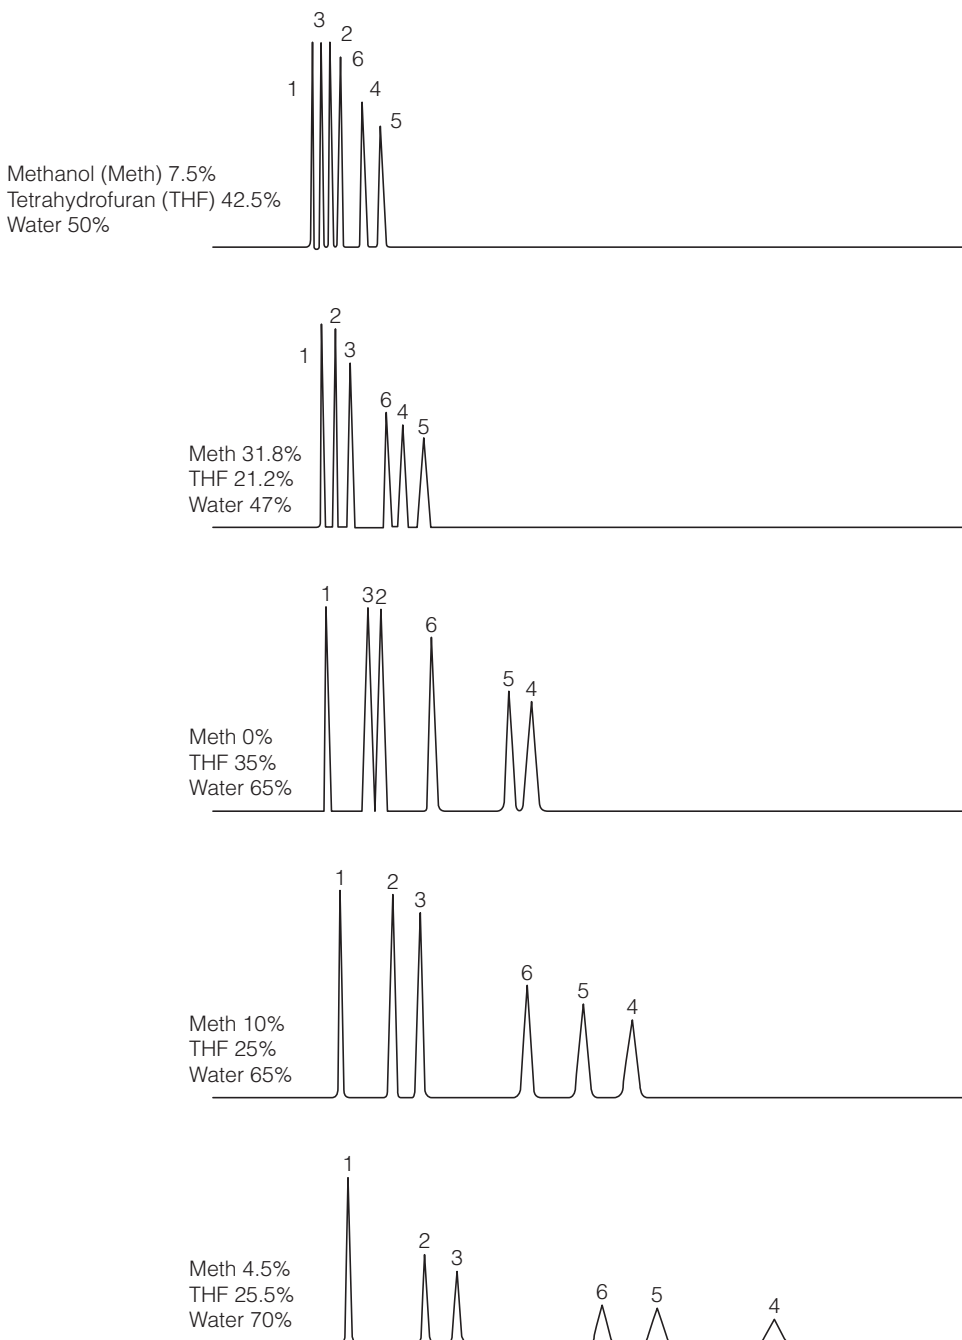 3
2
6
1
4
5
Methanol (Meth) 7.5%
Tetrahydrofuran (THF) 42.5%
Water 50%
2
1
3
6
4
5
Meth 31.8%
THF 21.2%
Water 47%
1
3 2
6
5
4
Meth 0%
THF 35%
Water 65%
1
2
3
6
5
4
Meth 10%
THF 25%
Water 65%
1
2
3
6
5
4
Meth 4.5%
THF 25.5%
Water 70%